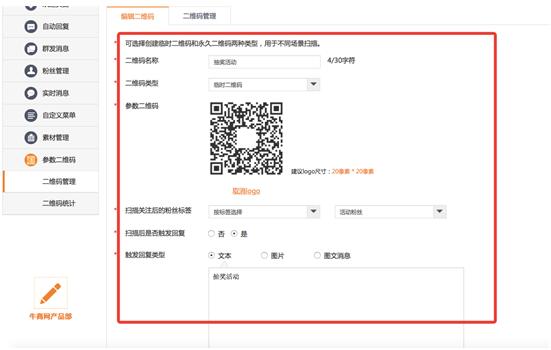 编辑二维码
二维码管理
自动回复
群发消息
粉丝管理
实时消息
自定义菜单
素材管理
参数二维码
二维码管理
二维码统计
牛商网产品部
* 可选择创建临时二维码和永久二维码两种类型，用于不同场景扫描。
* 二维码名称
抽奖活动
4/30字符
* 二维码类型
临时二维码
* 参数二维码
建议logo尺寸：20像素 * 20像素
取消logo
* 扫描关注后的粉丝标签
按标签选择
活动粉丝
* 扫描后是否触发回复
否
是
* 触发回复类型
文本
图片
图文消息
抽奖活动